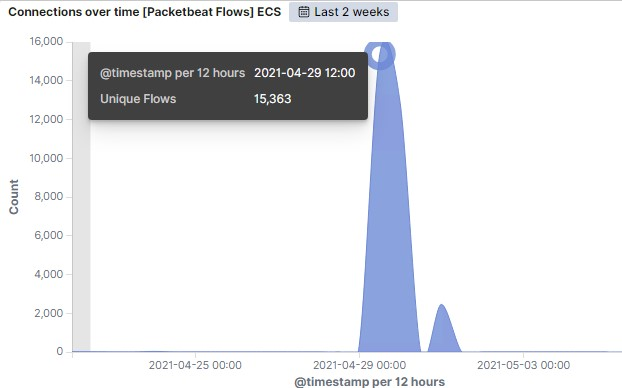 Connections over time [Packetbeat Flows] ECS Last 2 weeks
16,000
14,000
12,000
10,000
8,000
6,000
4,000
2,000
0
Count
@timestamp per 12 hours 2021-04-29 12:00
Unique Flows 15,363
2021-04-25 00:00 2021-04-29 00:00 2021-05-03 00:00
@timestamp per 12 hours